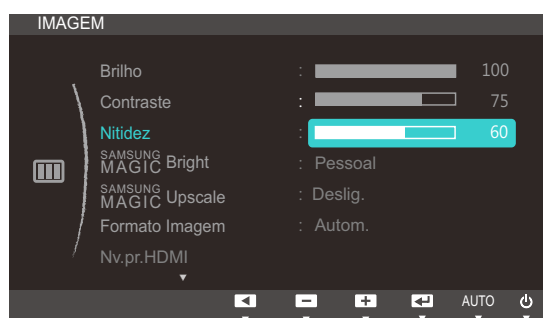 IMAGEM
Brilho : 100
Contraste : 75
Nitidez : 60
SAMSUNG MAGIC Bright : Pessoal
SAMSUNG MAGIC Upscale : Deslig.
Formato Imagem : Autom.
Nv.pr.HDMI
AUTO